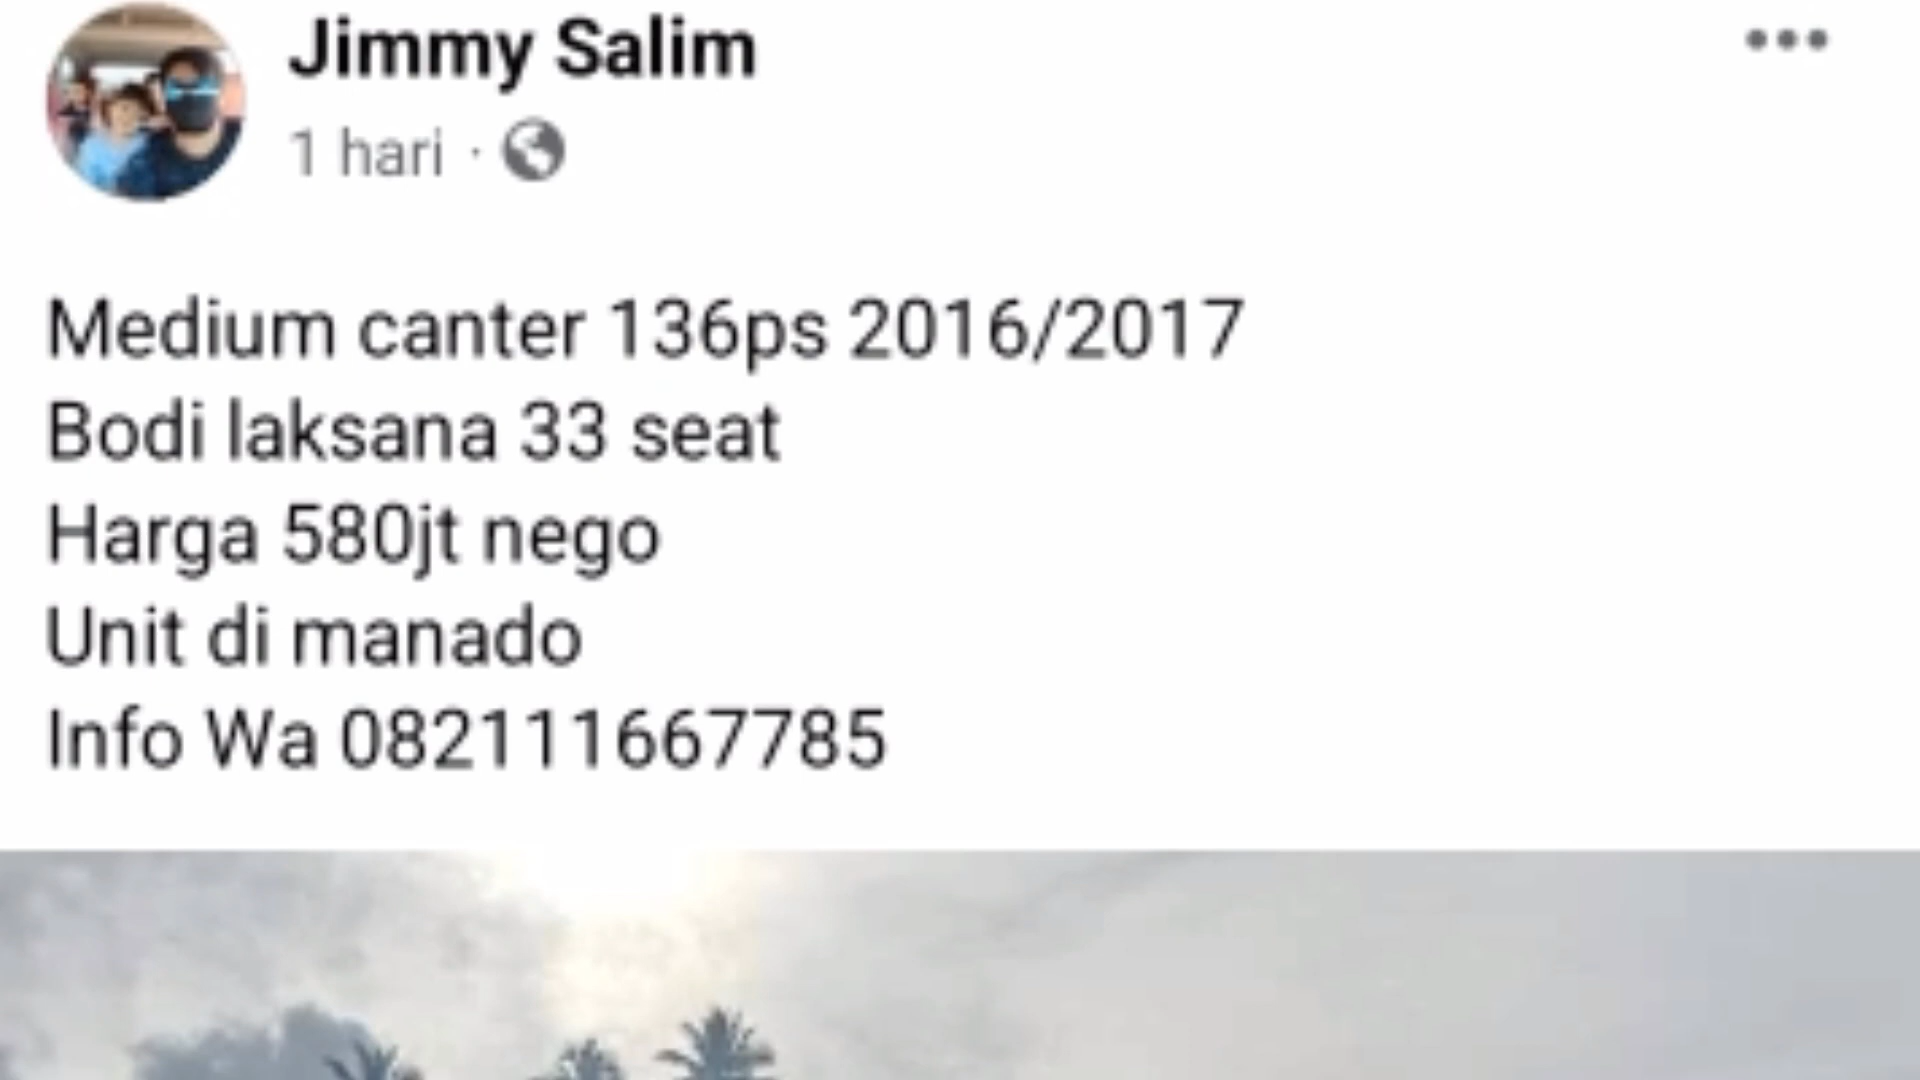 Jimmy Salim
1 hari ·
Medium canter 136ps 2016/2017
Bodi laksana 33 seat
Harga 580jt nego
Unit di manado
Info Wa 082111667785